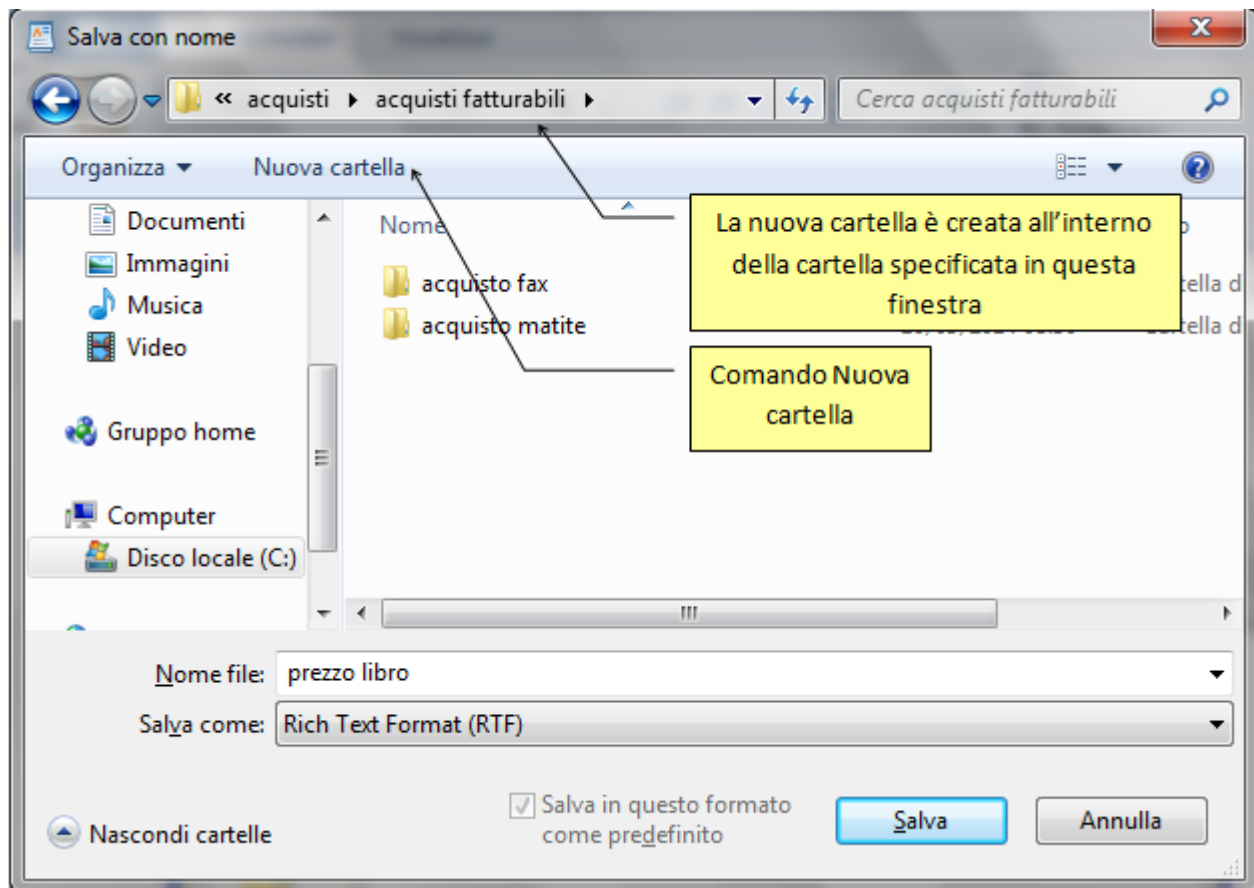 Salva con nome
« acquisti ▸ acquisti fatturabili ▸
Cerca acquisti fatturabili
Organizza
Nuova cartella
Documenti
Immagini
Musica
Video
Gruppo home
Computer
Disco locale (C:)
Nome
acquisto fax
acquisto matite
La nuova cartella è creata all’interno
della cartella specificata in questa
finestra
Comando Nuova
cartella
Nome file: prezzo libro
Salva come: Rich Text Format (RTF)
Nascondi cartelle
Salva in questo formato
come predefinito
Salva
Annulla